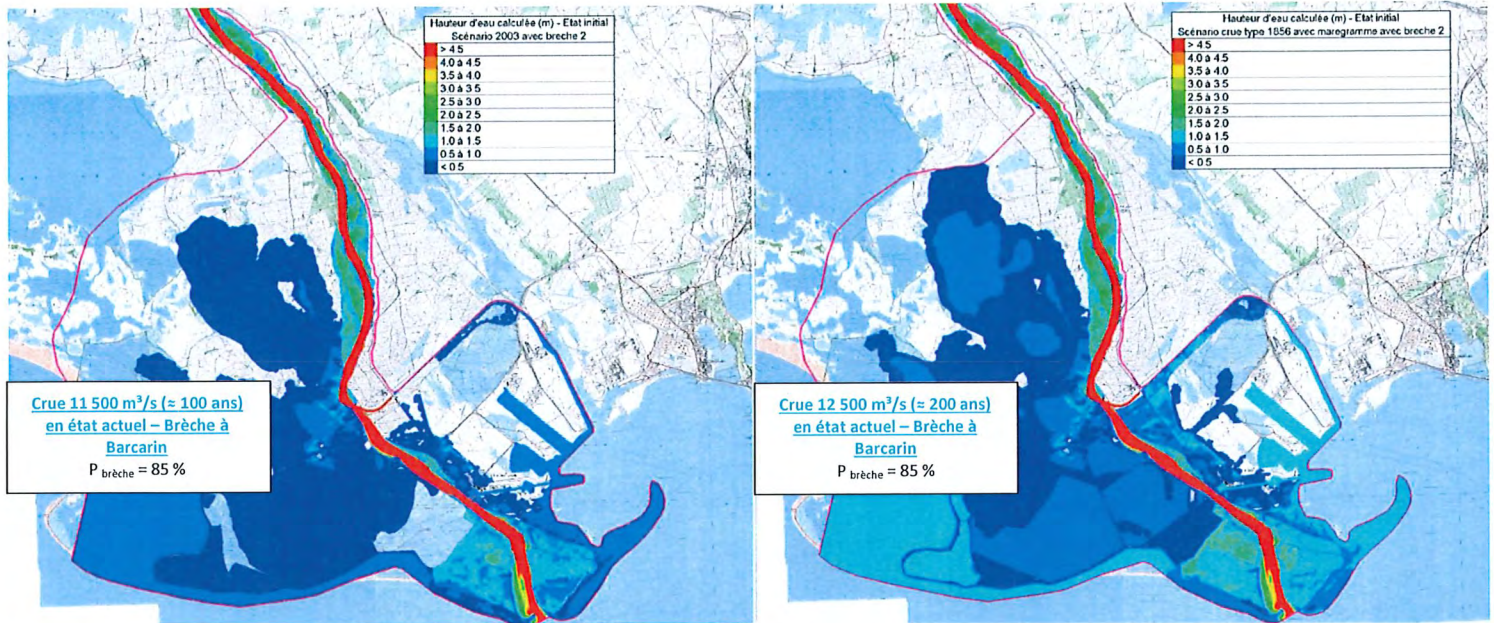 Hauteur d'eau calculée (m) - Etat initial
Scénario 2003 avec breche 2
> 4.5
4.0 à 4.5
3.5 à 4.0
3.0 à 3.5
2.5 à 3.0
2.0 à 2.5
1.5 à 2.0
1.0 à 1.5
0.5 à 1.0
< 0.5
Crue 11 500 m³/s (≈ 100 ans)
en état actuel – Brèche à
Barcarin
P brèche = 85 %
Hauteur d'eau calculée (m) - Etat initial
Scénario crue type 1856 avec maregramme avec breche 2
> 4.5
4.0 à 4.5
3.5 à 4.0
3.0 à 3.5
2.5 à 3.0
2.0 à 2.5
1.5 à 2.0
1.0 à 1.5
0.5 à 1.0
< 0.5
Crue 12 500 m³/s (≈ 200 ans)
en état actuel – Brèche à
Barcarin
P brèche = 85 %